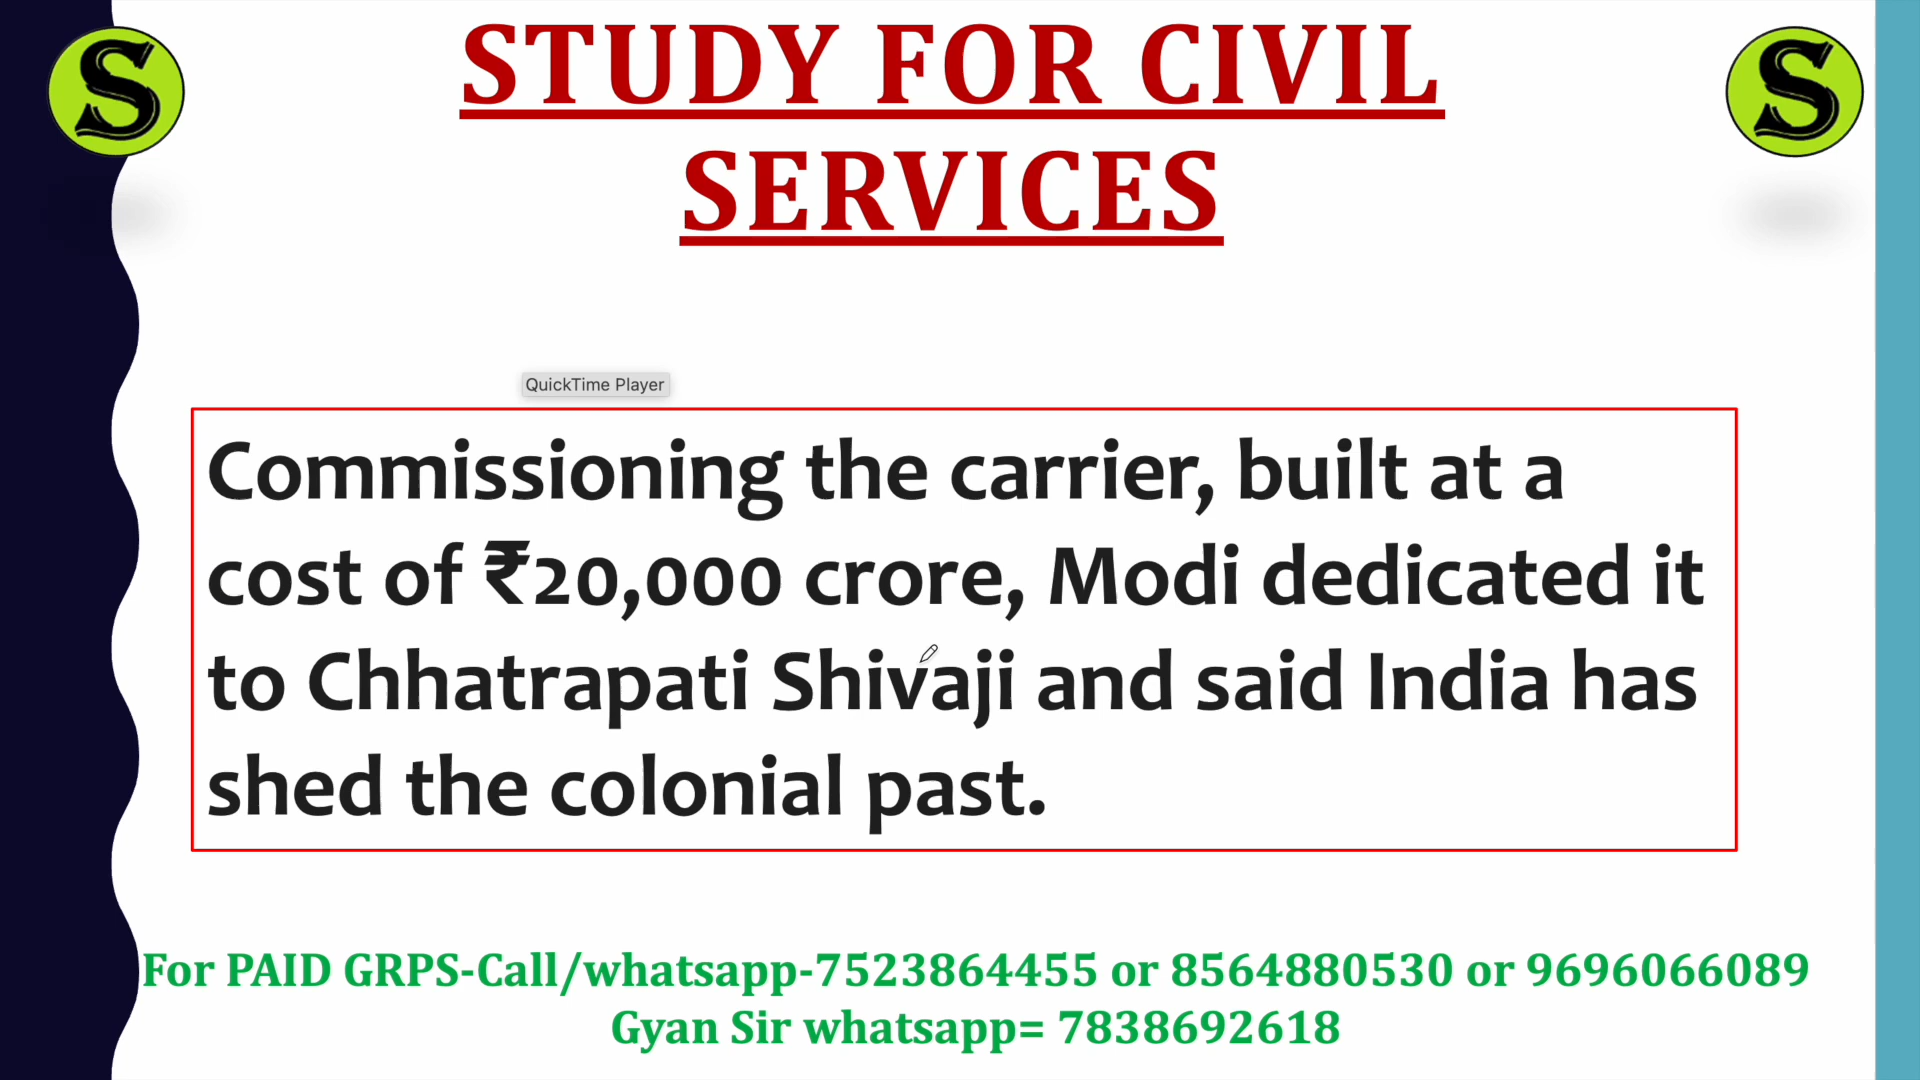 STUDY FOR CIVIL
SERVICES
S
S
QuickTime Player
Commissioning the carrier, built at a
cost of ₹20,000 crore, Modi dedicated it
to Chhatrapati Shivaji and said India has
shed the colonial past.
For PAID GRPS-Call/whatsapp-7523864455 or 8564880530 or 9696066089
Gyan Sir whatsapp= 7838692618